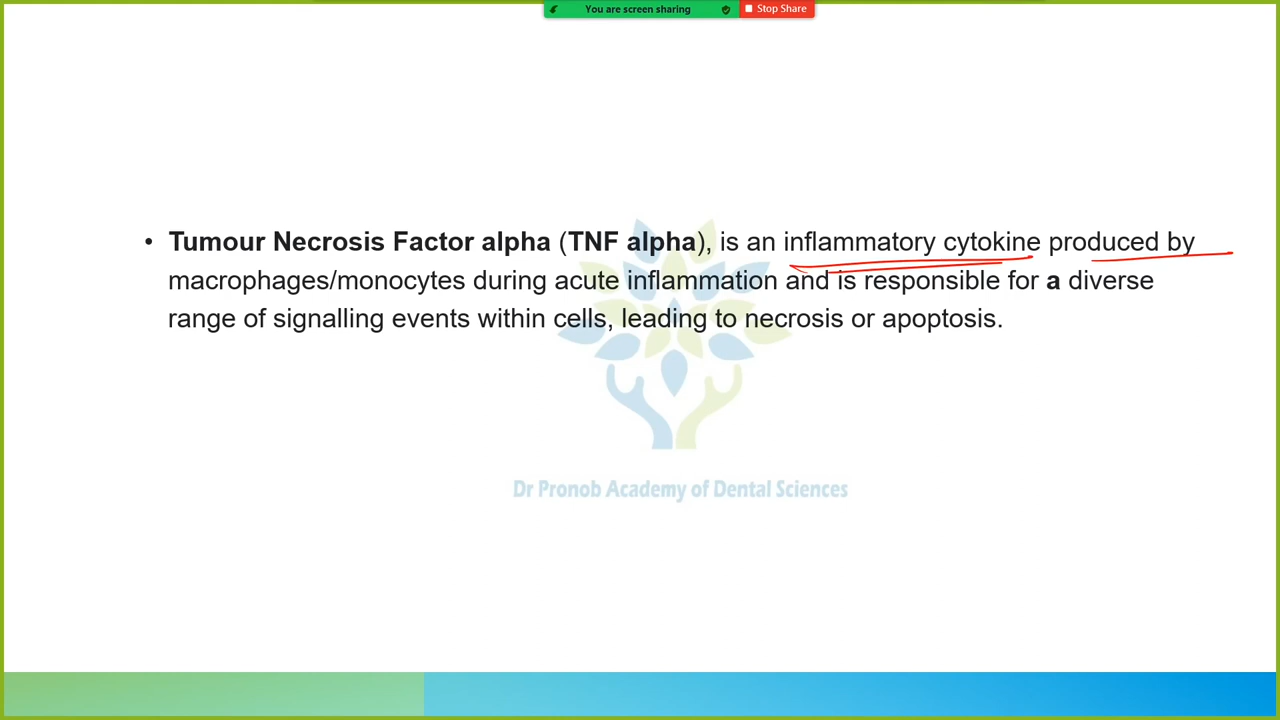 You are screen sharing
Stop Share
• Tumour Necrosis Factor alpha (TNF alpha), is an inflammatory cytokine produced by
macrophages/monocytes during acute inflammation and is responsible for a diverse
range of signalling events within cells, leading to necrosis or apoptosis.
Dr Pronob Academy of Dental Sciences